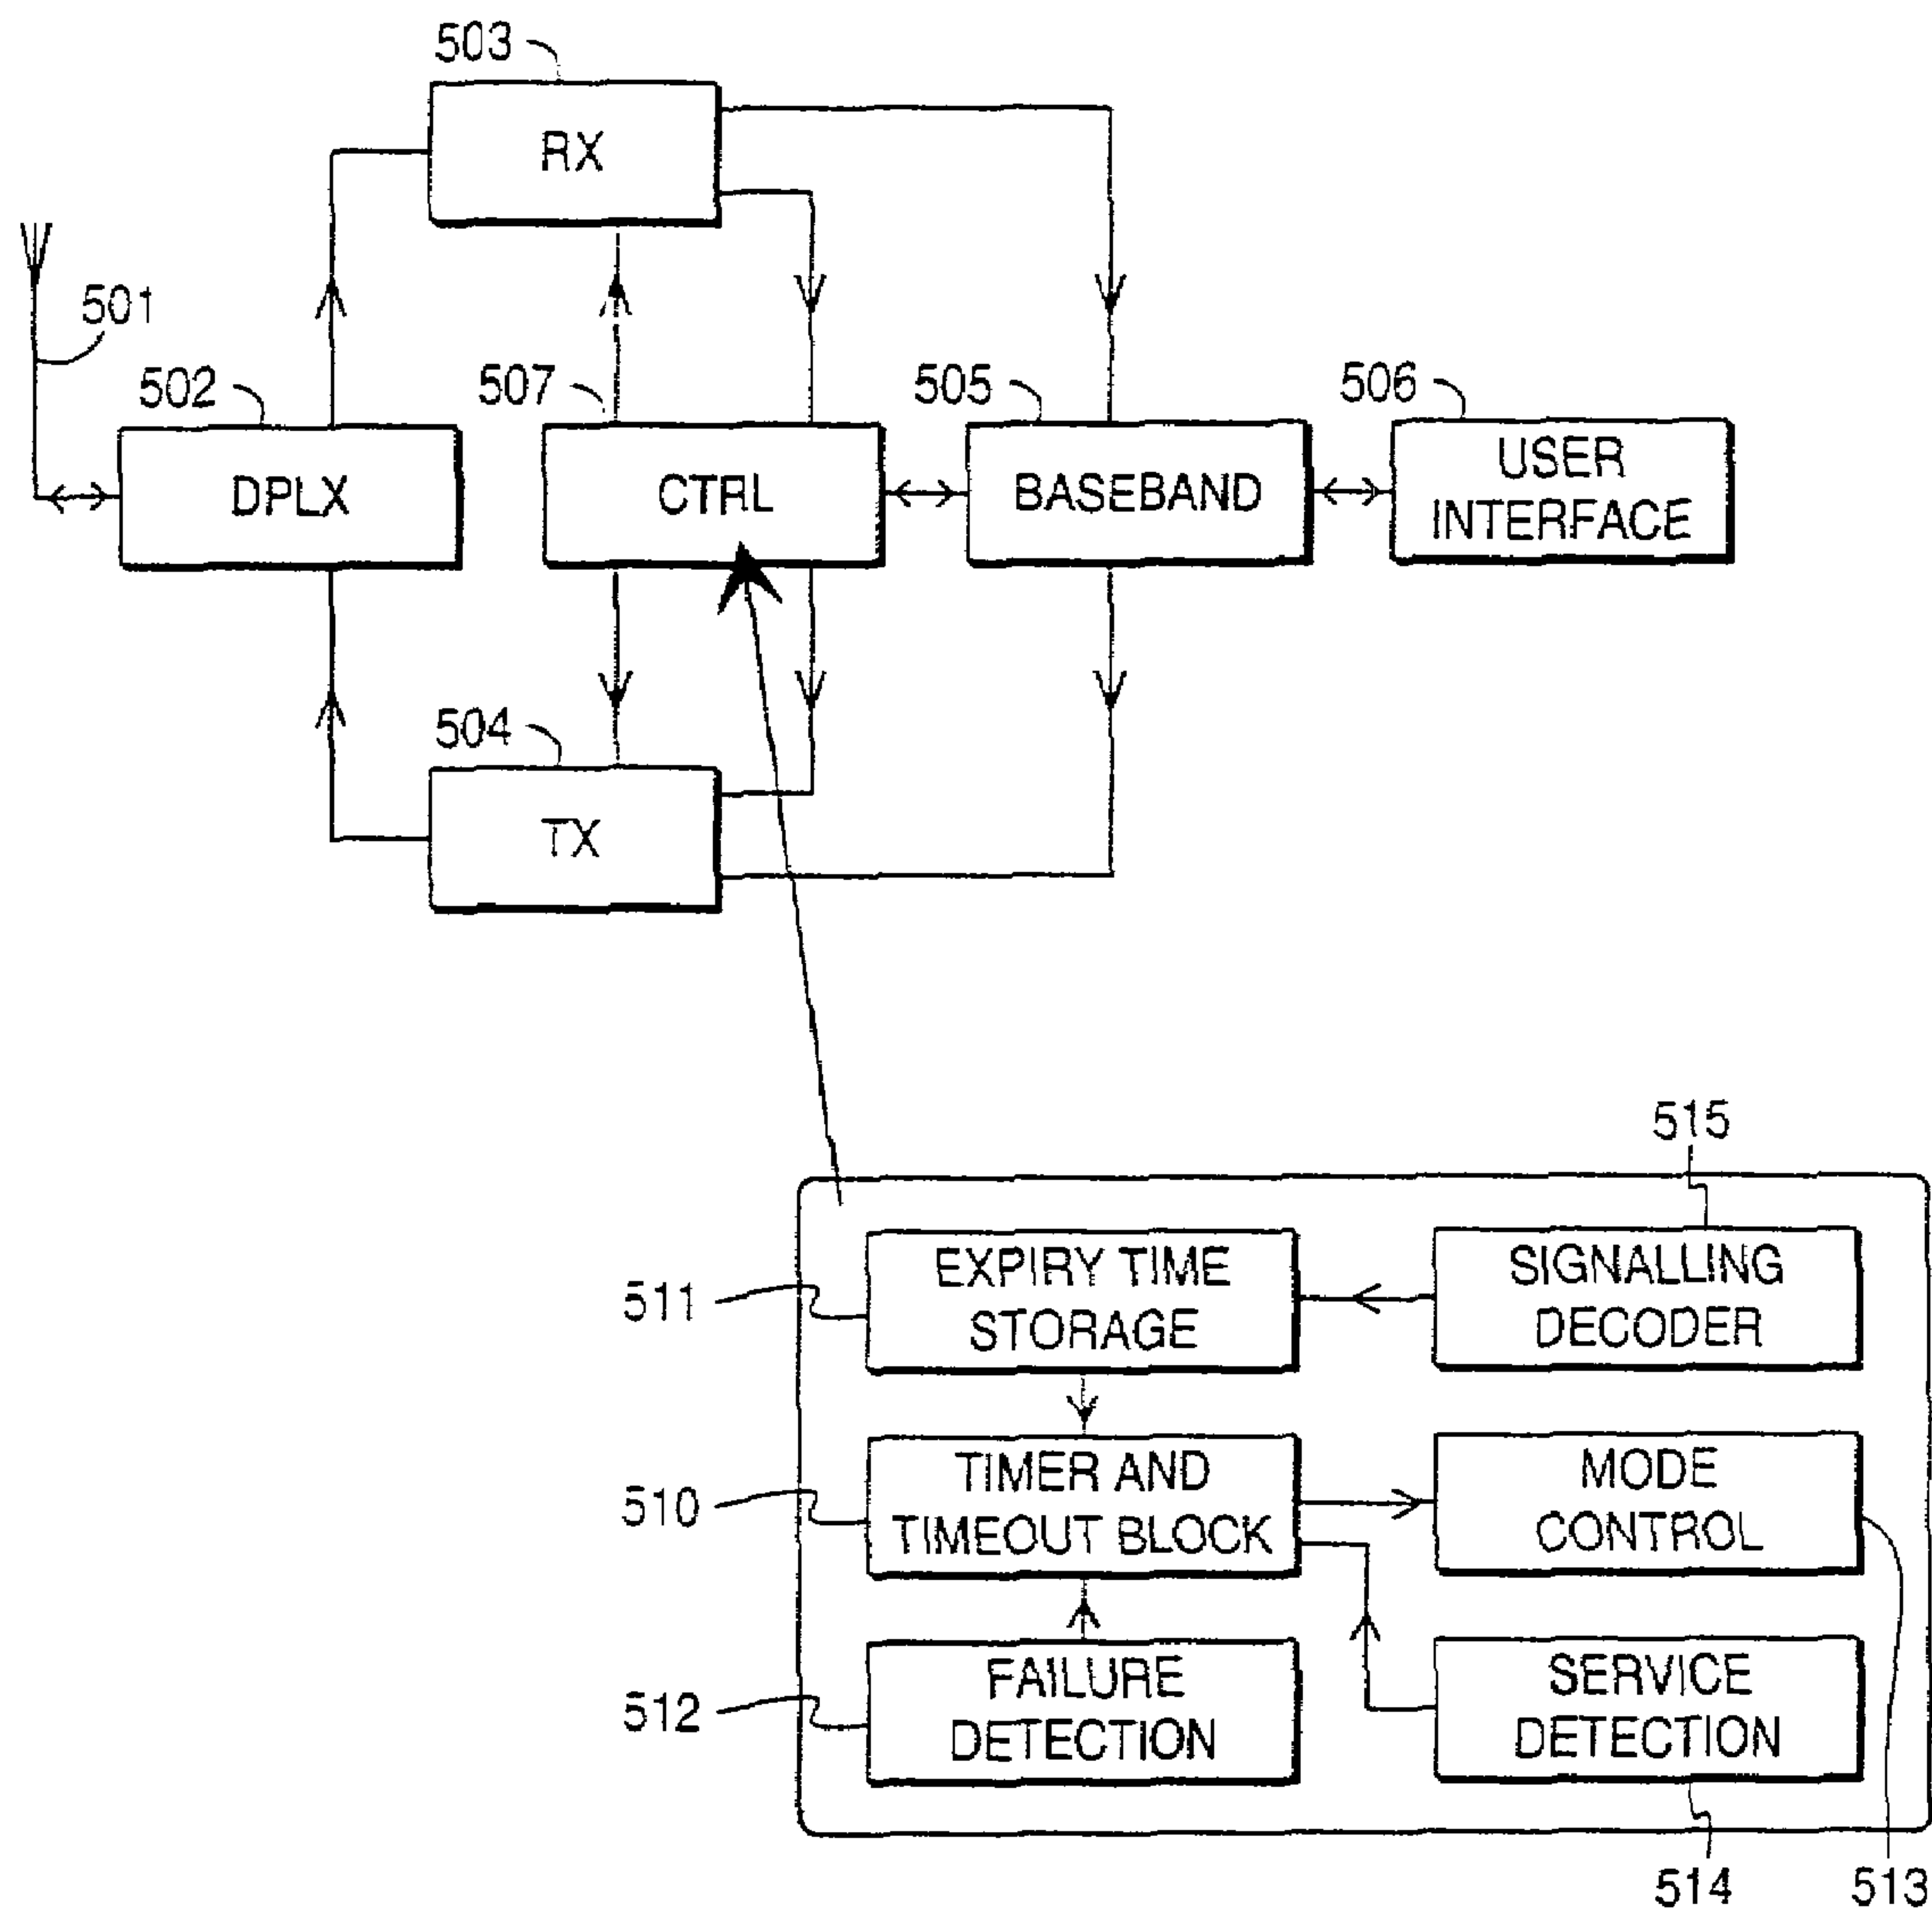 503
RX
501
502
507
505
506
DPLX
CTRL
BASEBAND
USER
INTERFACE
504
TX
515
511
EXPIRY TIME
STORAGE
SIGNALLING
DECODER
510
TIMER AND
TIMEOUT BLOCK
MODE
CONTROL
512
FAILURE
DETECTION
SERVICE
DETECTION
514
513